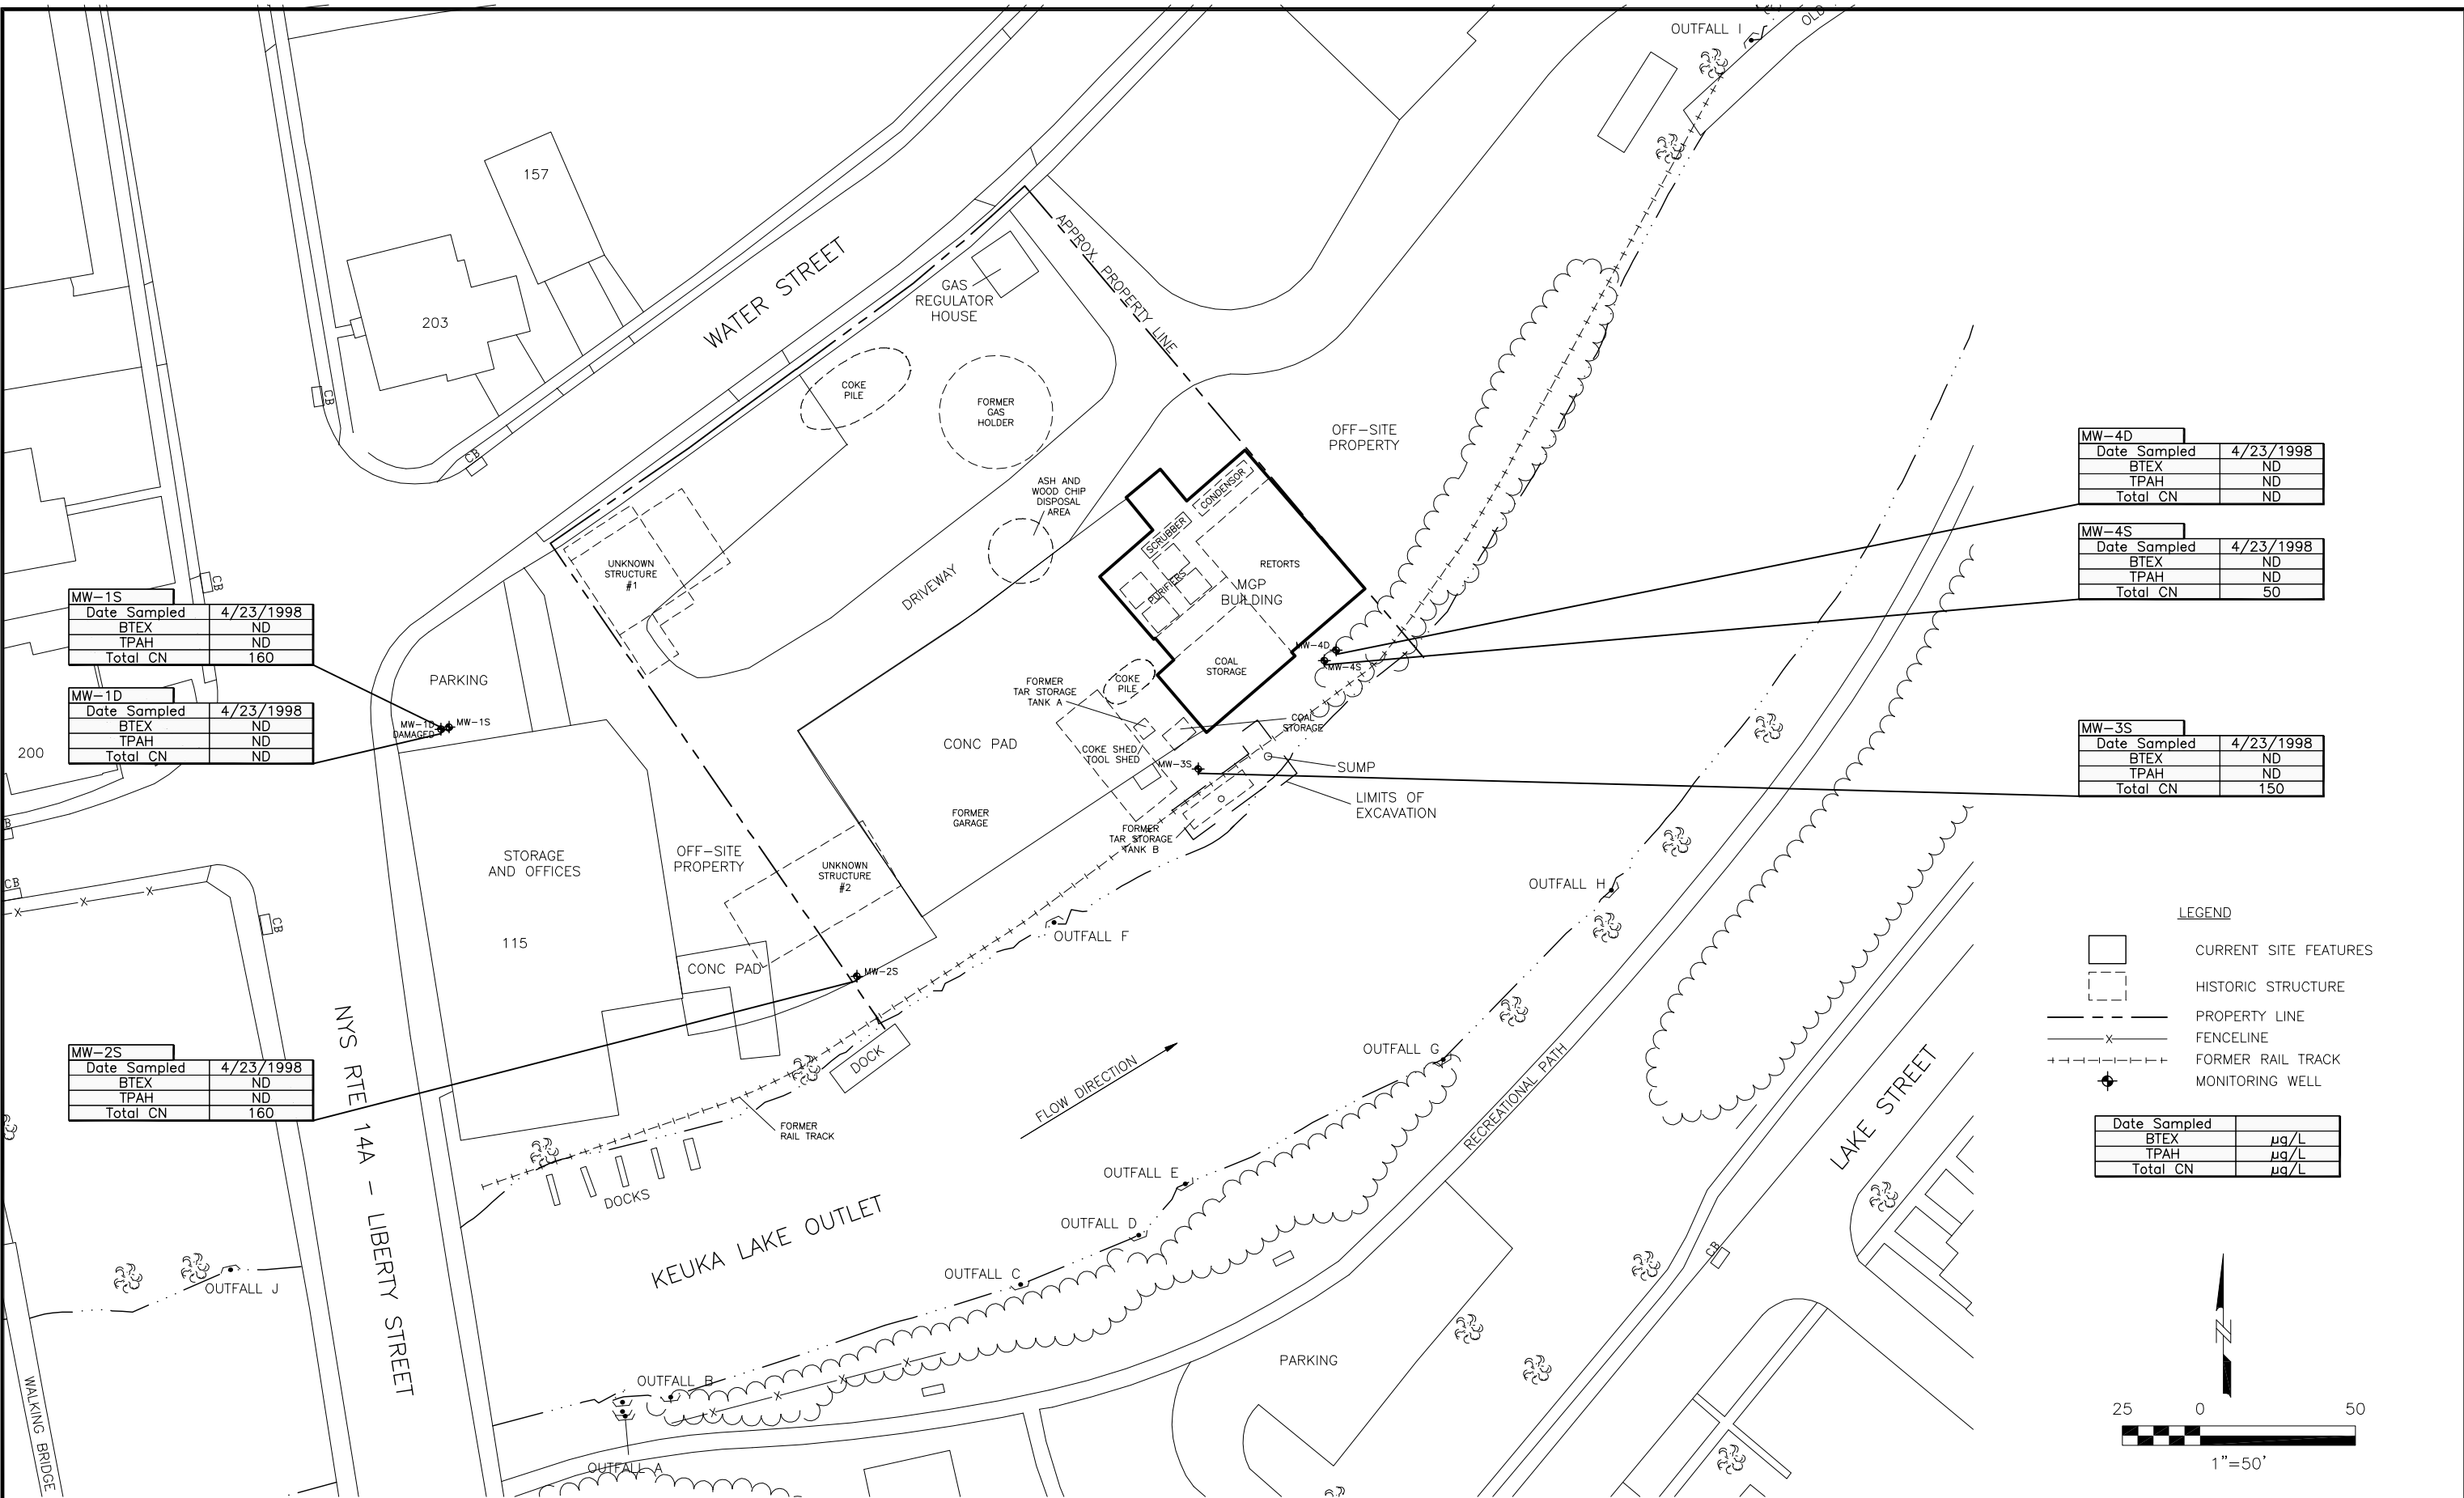 OUTFALL I
OLD
157
203
WATER STREET
APPROX. PROPERTY LINE
GAS
REGULATOR
HOUSE
COKE
PILE
FORMER
GAS
HOLDER
CB
CB
OFF-SITE
PROPERTY
ASH AND
WOOD CHIP
DISPOSAL
AREA
CONDENSOR
SCRUBBER
PURIFIERS
RETORTS
MGP
BUILDING
COAL
STORAGE
UNKNOWN
STRUCTURE
#1
DRIVEWAY
CB
MW-4D
Date Sampled 4/23/1998
BTEX ND
TPAH ND
Total CN ND
MW-4S
Date Sampled 4/23/1998
BTEX ND
TPAH ND
Total CN 50
MW-1S
Date Sampled 4/23/1998
BTEX ND
TPAH ND
Total CN 160
MW-1D
Date Sampled 4/23/1998
BTEX ND
TPAH ND
Total CN ND
PARKING
MW-1D
DAMAGED
MW-1S
200
MW-4D
MW-4S
FORMER
TAR STORAGE
TANK A
COKE
PILE
COAL
STORAGE
CONC PAD
COKE SHED/
TOOL SHED
MW-3S
SUMP
LIMITS OF
EXCAVATION
MW-3S
Date Sampled 4/23/1998
BTEX ND
TPAH ND
Total CN 150
FORMER
GARAGE
FORMER
TAR STORAGE
TANK B
B
STORAGE
AND OFFICES
OFF-SITE
PROPERTY
UNKNOWN
STRUCTURE
#2
CB
CB
OUTFALL H
OUTFALL F
115
CONC PAD
MW-2S
LEGEND
CURRENT SITE FEATURES
HISTORIC STRUCTURE
PROPERTY LINE
FENCELINE
FORMER RAIL TRACK
MONITORING WELL
Date Sampled
BTEX µg/L
TPAH µg/L
Total CN µg/L
MW-2S
Date Sampled 4/23/1998
BTEX ND
TPAH ND
Total CN 160
NYS RTE 14A - LIBERTY STREET
DOCK
FLOW DIRECTION
OUTFALL G
RECREATIONAL PATH
LAKE STREET
FORMER
RAIL TRACK
DOCKS
OUTFALL E
OUTFALL D
KEUKA LAKE OUTLET
OUTFALL C
OUTFALL J
CB
OUTFALL B
PARKING
WALKING BRIDGE
OUTFALL A
N
25 0 50
1"=50'